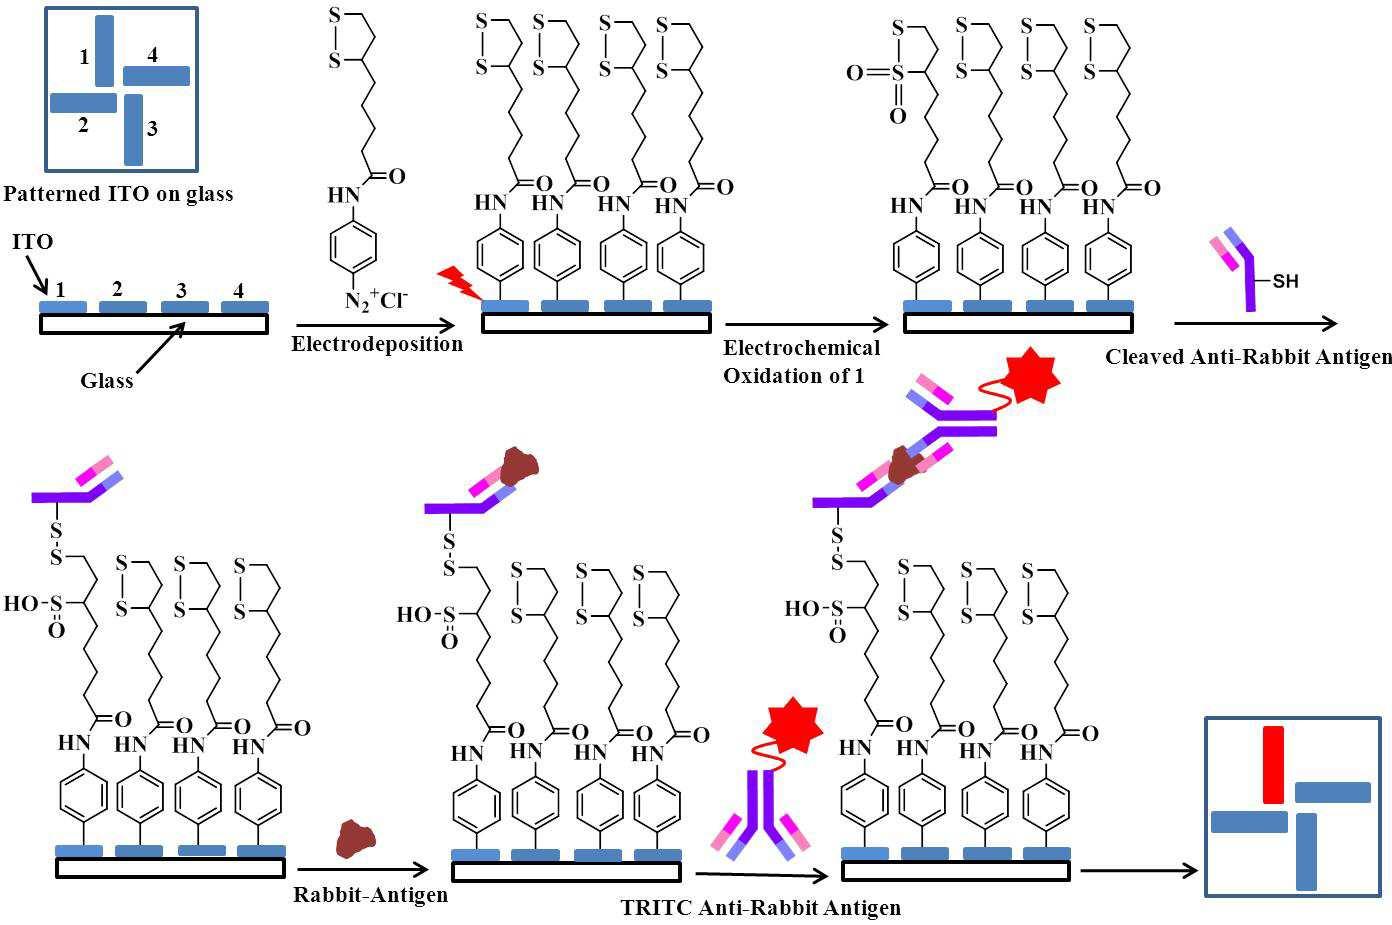 1
4
2
3
Patterned ITO on glass
ITO
1 2 3 4
Glass
S
S
O
HN
N2+Cl-
Electrodeposition
S S S S
S S S S
O O O O
HN HN HN HN
Electrochemical
Oxidation of 1
S S S S
O=S S S S
O
O O O O
HN HN HN HN
SH
Cleaved Anti-Rabbit Antigen
S
S S S S
HO-S S S S
O
O O O O
HN HN HN HN
Rabbit-Antigen
S
S S S S
HO-S S S S
O
O O O O
HN HN HN HN
TRITC Anti-Rabbit Antigen
S
S S S S
HO-S S S S
O
O O O O
HN HN HN HN